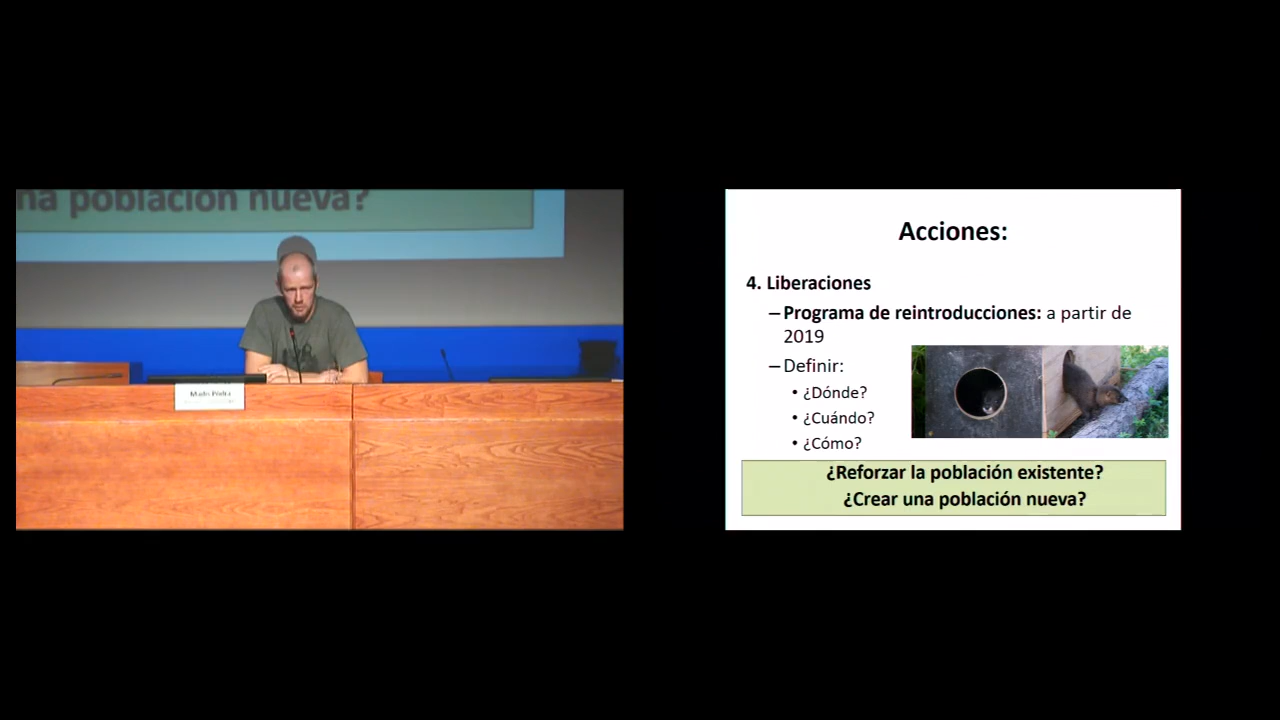 na población nueva?
Acciones:
4. Liberaciones
–Programa de reintroducciones: a partir de
2019
–Definir:
• ¿Dónde?
• ¿Cuándo?
• ¿Cómo?
¿Reforzar la población existente?
¿Crear una población nueva?